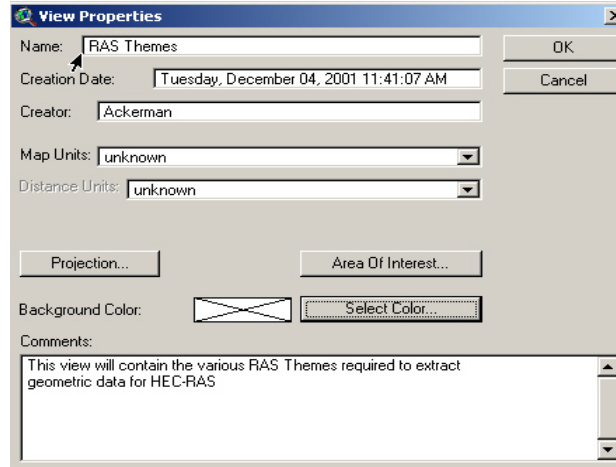 View Properties
Name: RAS Themes
OK
Creation Date: Tuesday, December 04, 2001 11:41:07 AM
Cancel
Creator: Ackerman
Map Units: unknown
Distance Units: unknown
Projection...
Area Of Interest...
Background Color:
Select Color...
Comments:
This view will contain the various RAS Themes required to extract
geometric data for HEC-RAS